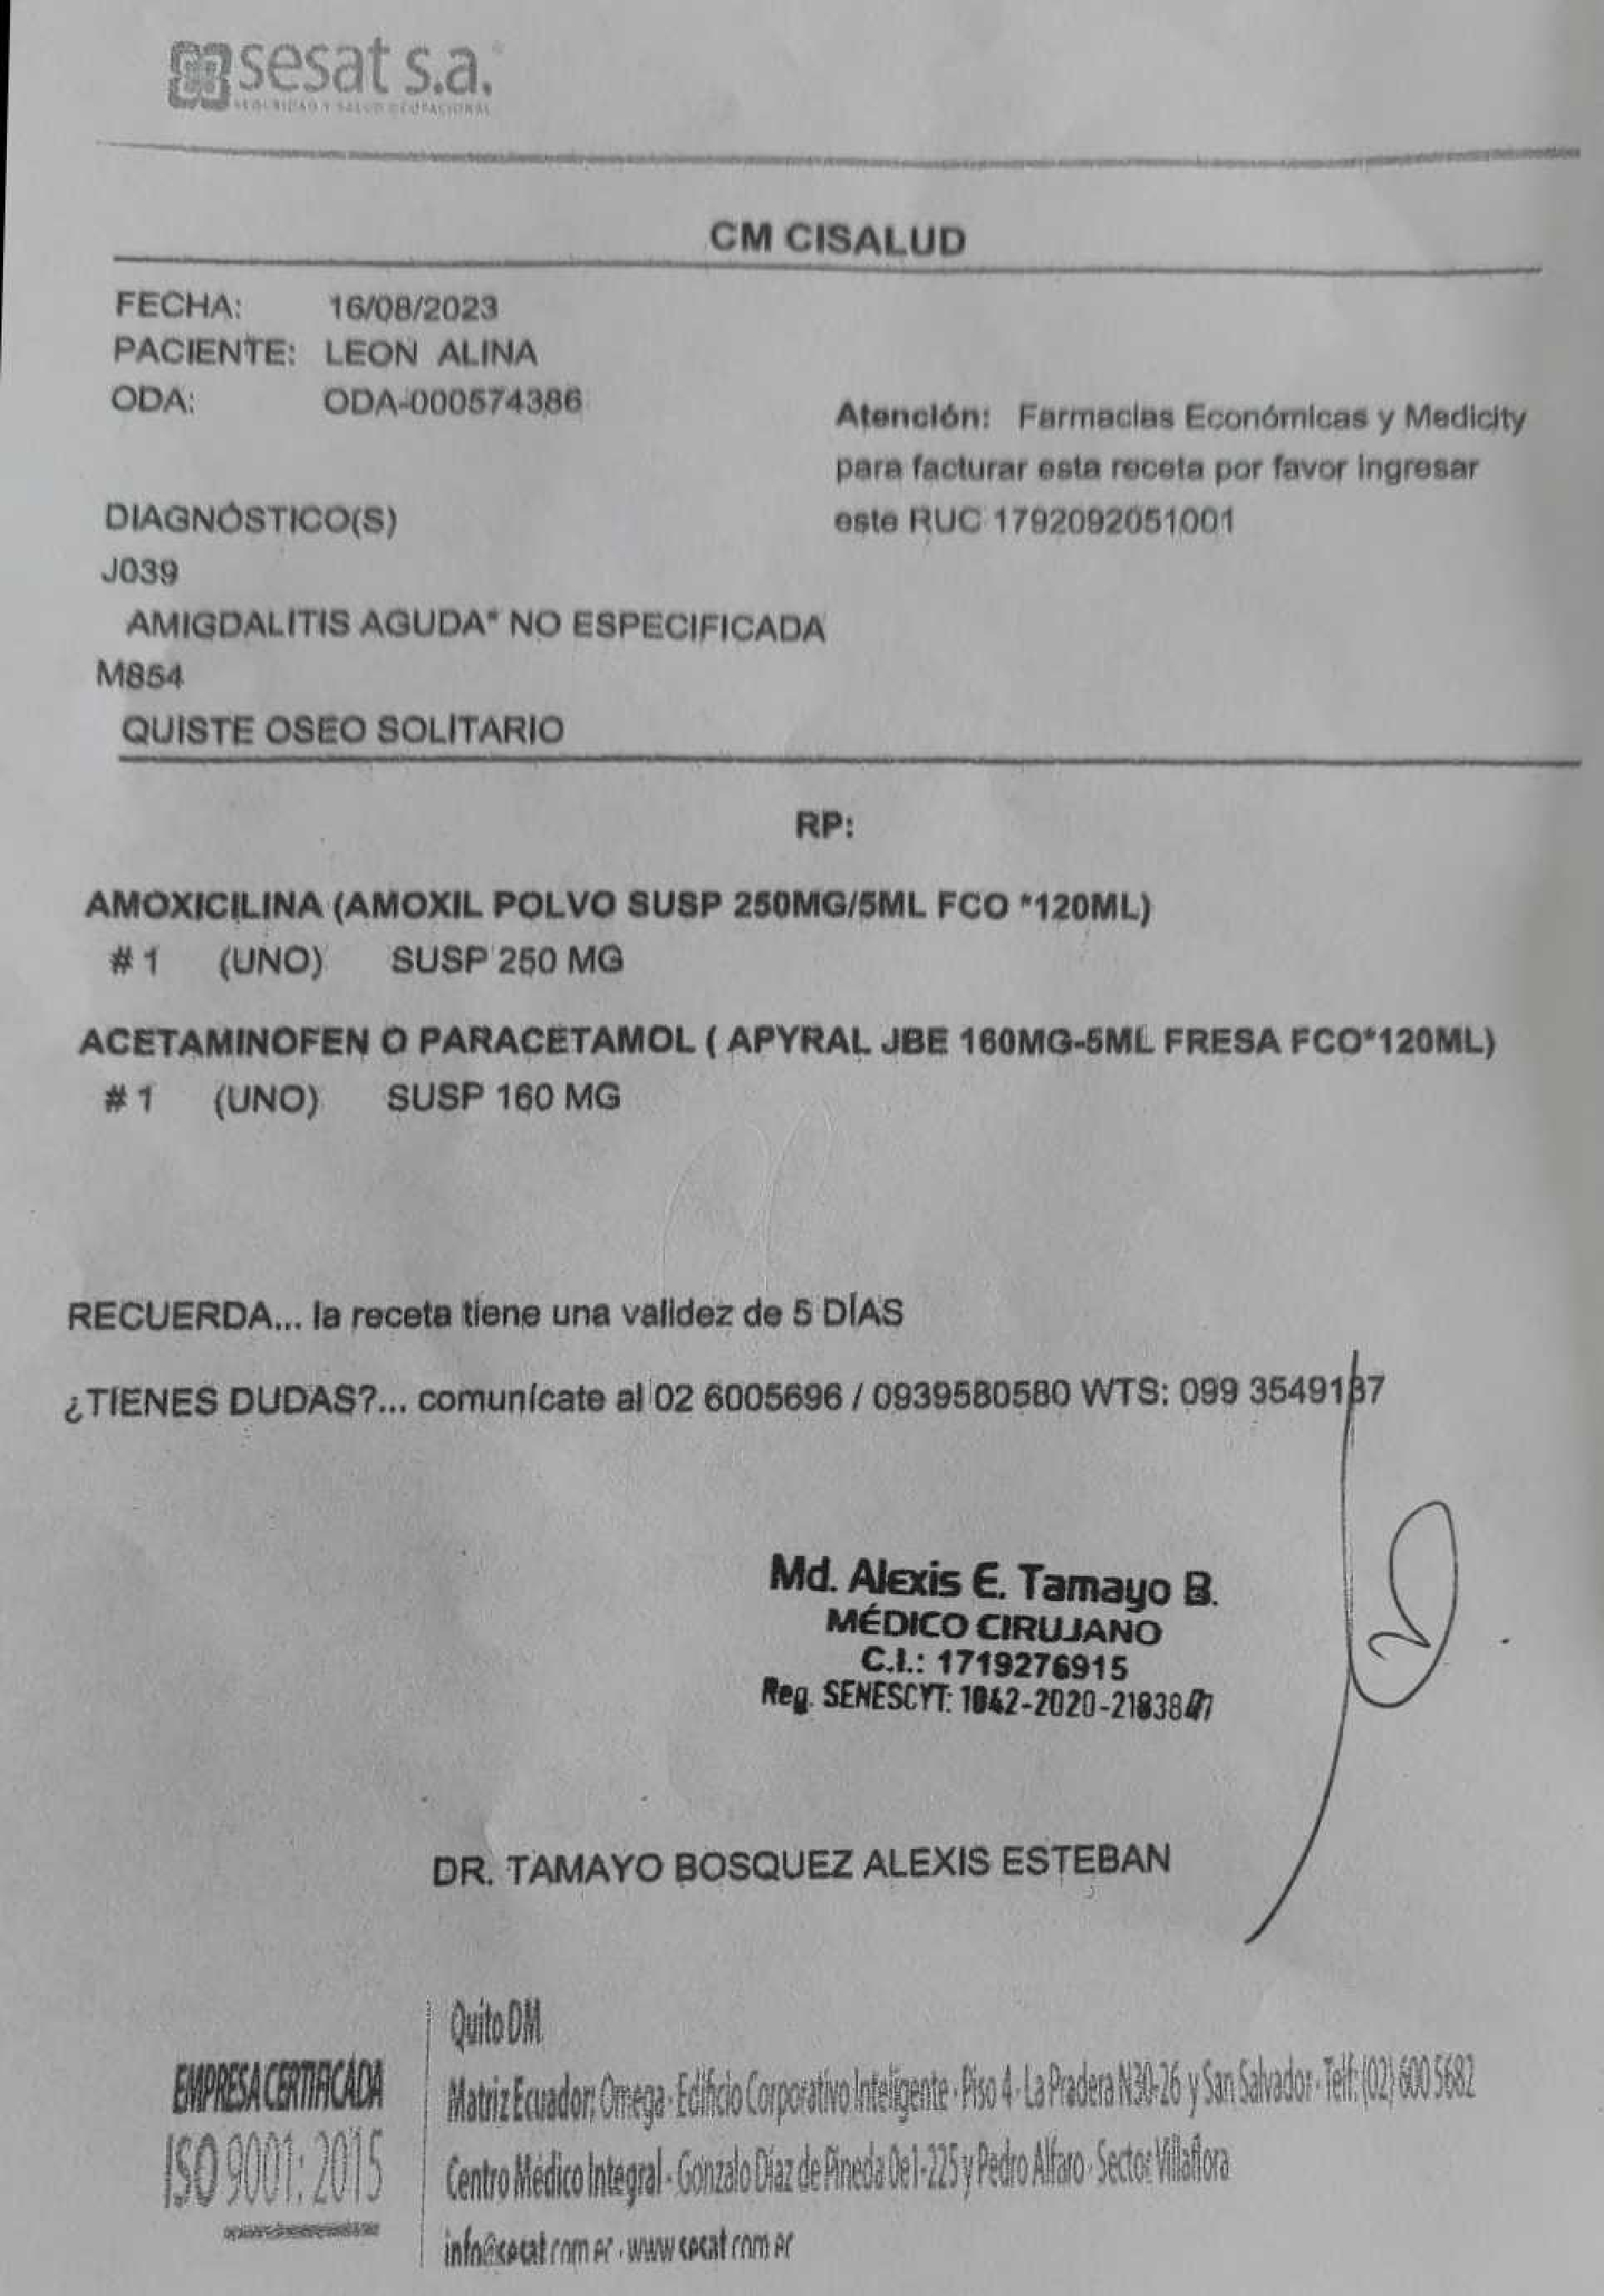 sesat s.a.
SEGURIDAD Y SALUD OCUPACIONAL
CM CISALUD
FECHA: 16/08/2023
PACIENTE: LEON ALINA
ODA: ODA-000574386
Atención: Farmacias Económicas y Medicity
para facturar esta receta por favor Ingresar
este RUC 1792092051001
DIAGNÓSTICO(S)
J039
AMIGDALITIS AGUDA* NO ESPECIFICADA
M854
QUISTE OSEO SOLITARIO
RP:
AMOXICILINA (AMOXIL POLVO SUSP 250MG/5ML FCO *120ML)
# 1 (UNO) SUSP 250 MG
ACETAMINOFEN O PARACETAMOL ( APYRAL JBE 160MG-5ML FRESA FCO*120ML)
# 1 (UNO) SUSP 160 MG
RECUERDA... la receta tiene una validez de 5 DÍAS
¿TIENES DUDAS?... comunícate al 02 6005696 / 0939580580 WTS: 099 3549137
Md. Alexis E. Tamayo B.
MÉDICO CIRUJANO
C.I.: 1719276915
Reg. SENESCYT:
DR. TAMAYO BOSQUEZ ALEXIS ESTEBAN
EMPRESA CERTIFICADA
ISO 9001: 2015
Quito DM
Matriz Ecuador: Omega - Edificio Corporativo Inteligente - Piso 4 - La Pradera N30-26 y San Salvador - Telf: (02) 600 5682
Centro Médico Integral - Gonzalo Díaz de Pineda Oe1-225 y Pedro Alfaro - Sector Villaflora
info@sesat.com.ec - www.sesat.com.ec